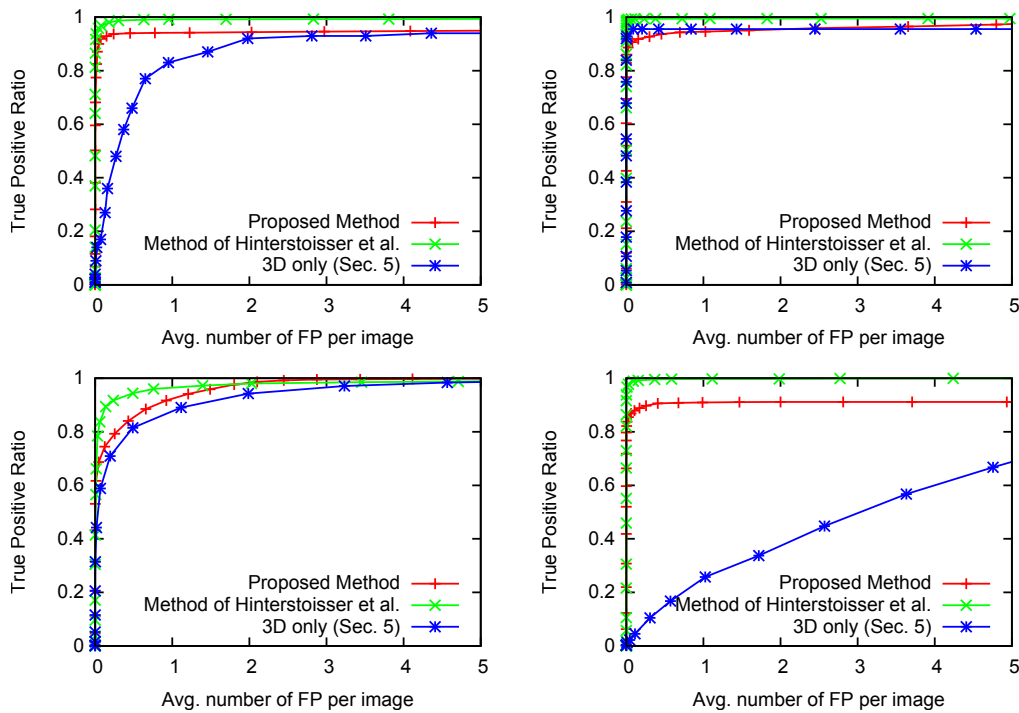 True Positive Ratio
1
0.8
0.6
0.4
0.2
0
Proposed Method
Method of Hinterstoisser et al.
3D only (Sec. 5)
0 1 2 3 4 5
Avg. number of FP per image
True Positive Ratio
1
0.8
0.6
0.4
0.2
0
Proposed Method
Method of Hinterstoisser et al.
3D only (Sec. 5)
0 1 2 3 4 5
Avg. number of FP per image
True Positive Ratio
1
0.8
0.6
0.4
0.2
0
Proposed Method
Method of Hinterstoisser et al.
3D only (Sec. 5)
0 1 2 3 4 5
Avg. number of FP per image
True Positive Ratio
1
0.8
0.6
0.4
0.2
0
Proposed Method
Method of Hinterstoisser et al.
3D only (Sec. 5)
0 1 2 3 4 5
Avg. number of FP per image